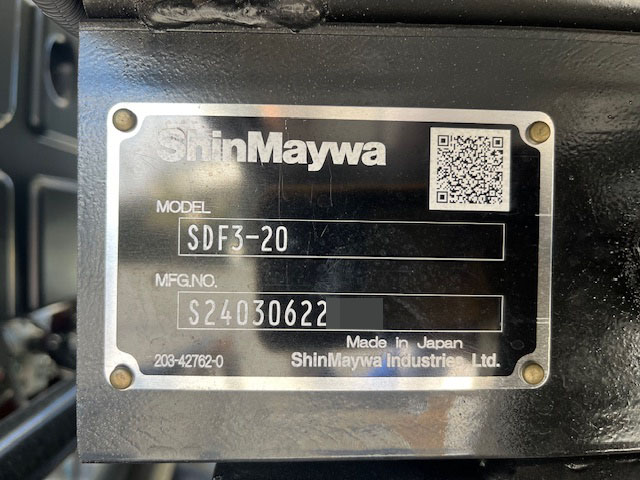 ShinMaywa
MODEL
SDF3-20
MFG.NO.
S24030622
Made in Japan
203-42762-0 ShinMaywa Industries, Ltd.